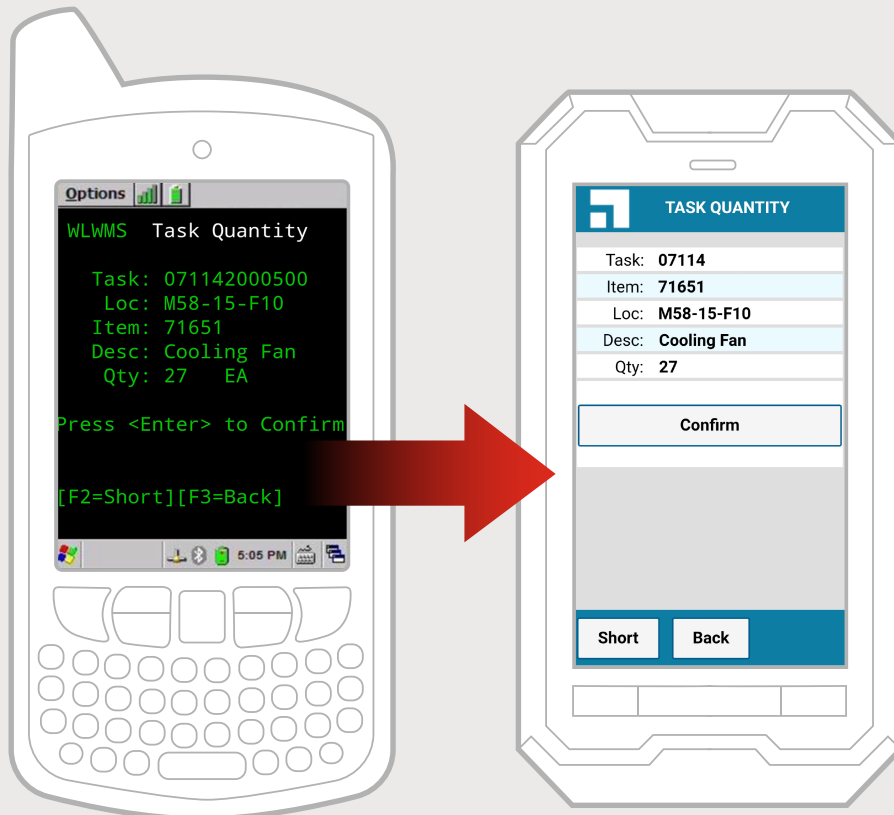 Options
WLWMS Task Quantity
Task: 071142000500
Loc: M58-15-F10
Item: 71651
Desc: Cooling Fan
Qty: 27 EA
Press <Enter> to Confirm
[F2=Short][F3=Back]
5:05 PM
TASK QUANTITY
Task: 07114
Item: 71651
Loc: M58-15-F10
Desc: Cooling Fan
Qty: 27
Confirm
Short Back